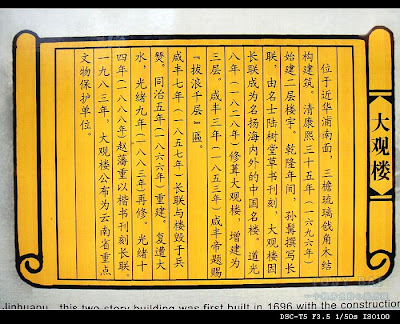 大观楼
位于近华浦南面，三檐琉璃戗角木结
构建筑。清康熙三十五年（一六九六年）
始建二层楼宇。乾隆年间，孙髯撰写长
联，由名士陆树堂草书刊刻，大观楼因
长联成为名扬海内外的中国名楼。道光
八年（一八二八年）修葺大观楼，增建为
三层。咸丰三年（一八五三年）咸丰帝题赐
“拔浪千层”匾。
咸丰七年（一八五七年）长联与楼毁于兵
燹。同治五年（一八六六年）重建。复遭大
水，光绪九年（一八八三年）再修。光绪十
四年（一八八八年）赵藩重以楷书刊刻长联。
一九八三年，大观楼公布为云南省重点
文物保护单位。
this two story building was first built in 1696 with the construction
DSC-T5 F3.5 1/50s ISO100